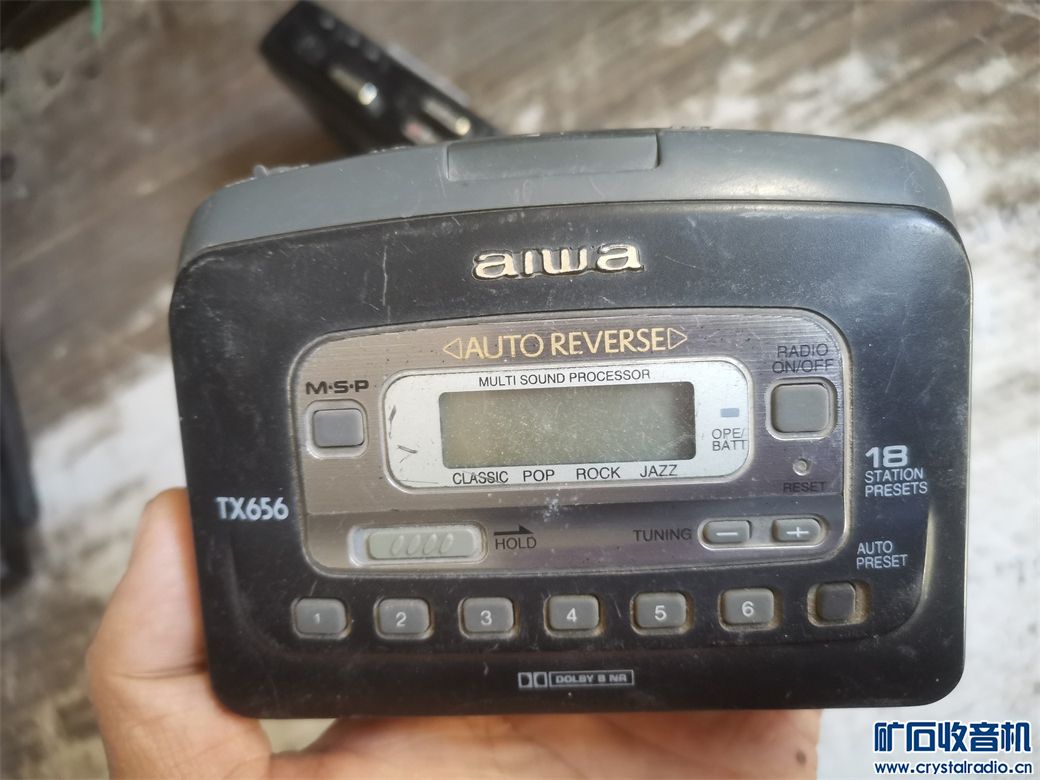 aiwa
AUTO REVERSE
MULTI SOUND PROCESSOR
M·S·P
RADIO
ON/OFF
OPE/
BATT
CLASSIC POP ROCK JAZZ
RESET
18
STATION
PRESETS
TX656
HOLD
TUNING − +
AUTO
PRESET
1 2 3 4 5 6
DOLBY B NR
矿石收音机
www.crystalradio.cn